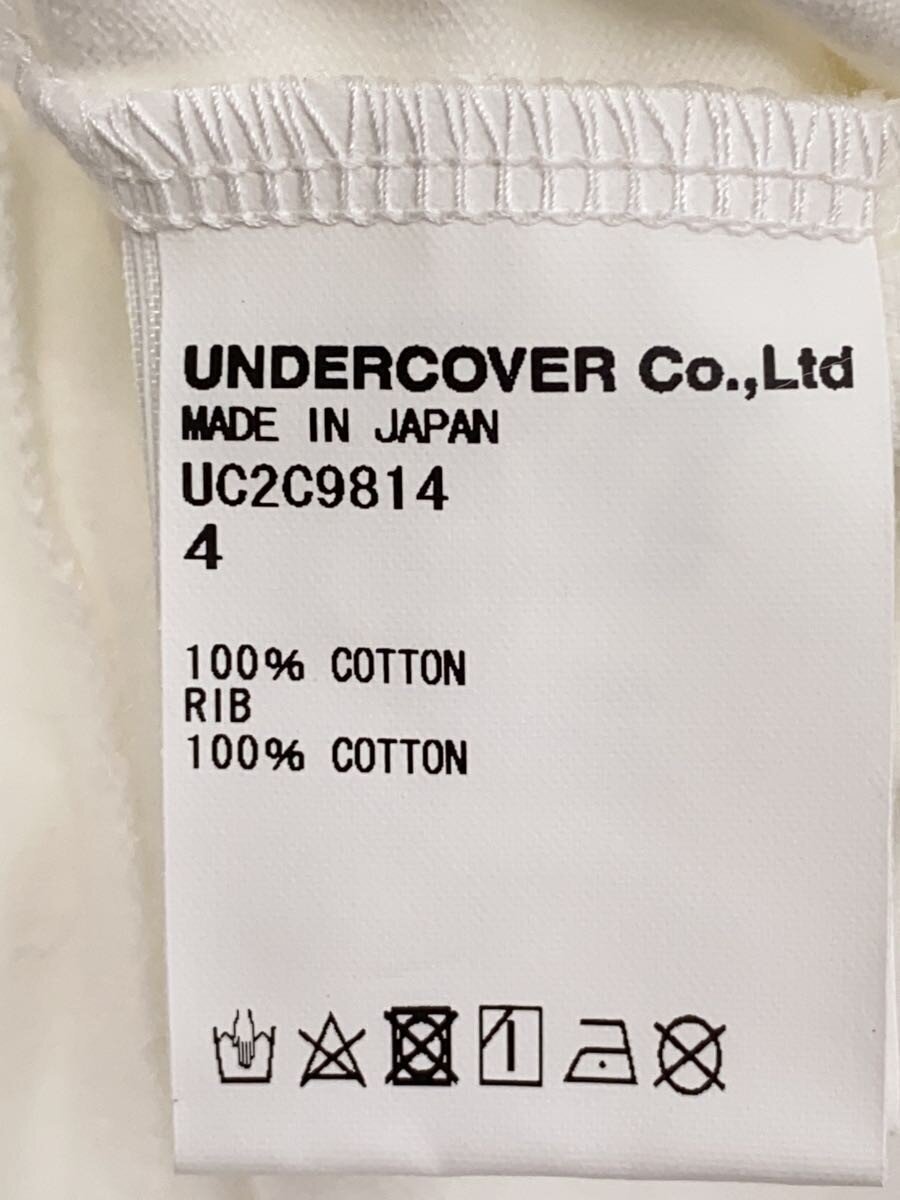 UNDERCOVER Co.,Ltd
MADE IN JAPAN
UC2C9814
4
100% COTTON
RIB
100% COTTON